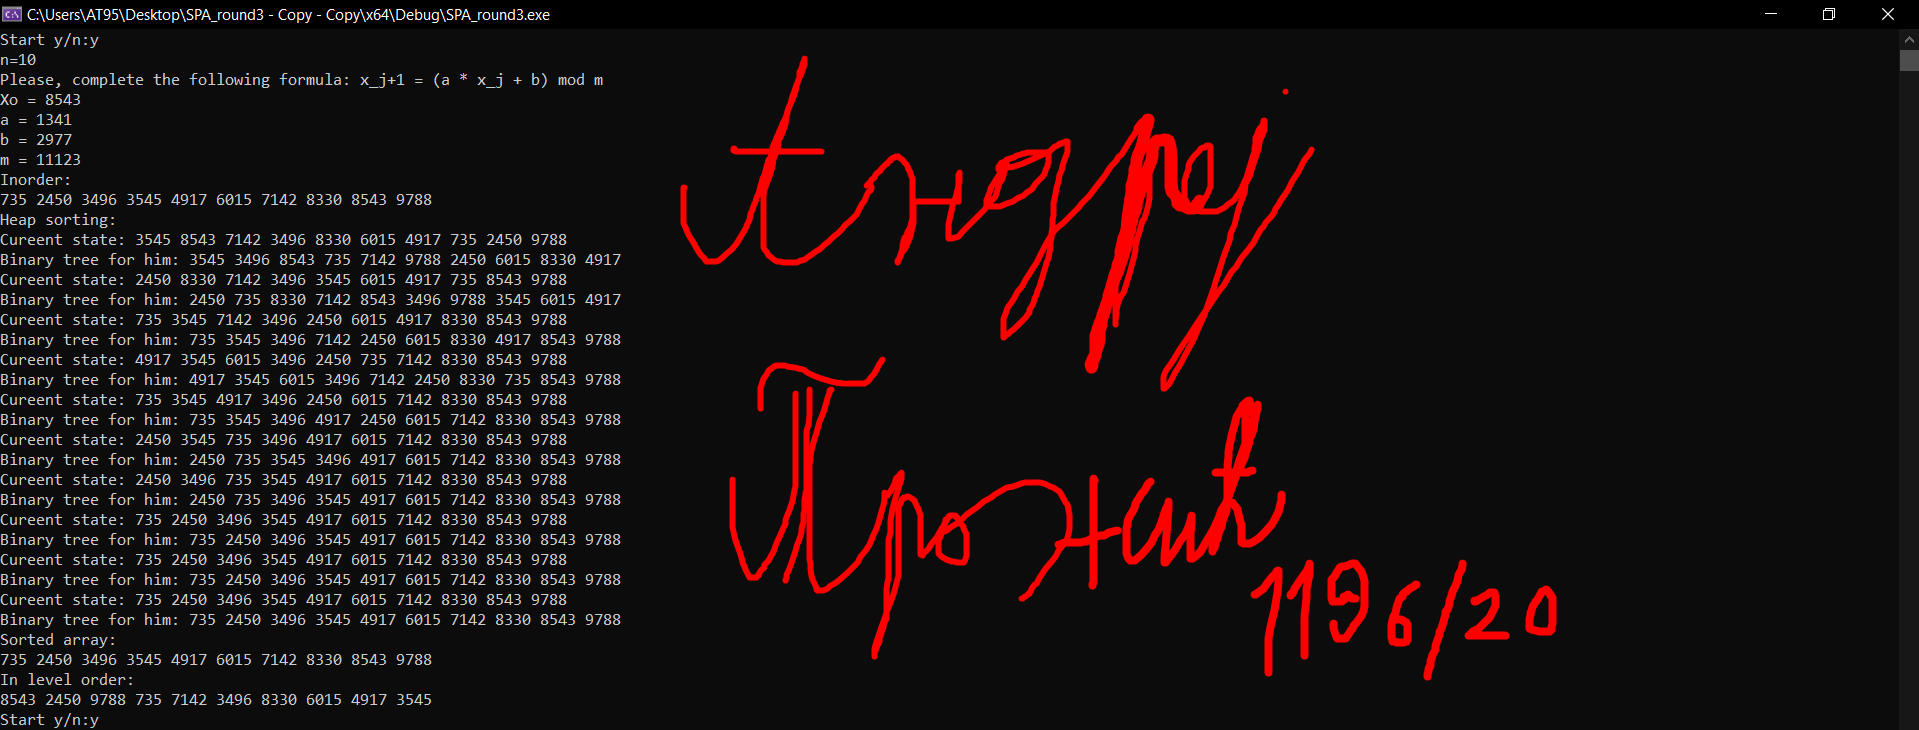 C:\Users\AT95\Desktop\SPA_round3 - Copy - Copy\x64\Debug\SPA_round3.exe
Start y/n:y
n=10
Please, complete the following formula: x_j+1 = (a * x_j + b) mod m
Xo = 8543
a = 1341
b = 2977
m = 11123
Inorder:
735 2450 3496 3545 4917 6015 7142 8330 8543 9788
Heap sorting:
Cureent state: 3545 8543 7142 3496 8330 6015 4917 735 2450 9788
Binary tree for him: 3545 3496 8543 735 7142 9788 2450 6015 8330 4917
Cureent state: 2450 8330 7142 3496 3545 6015 4917 735 8543 9788
Binary tree for him: 2450 735 8330 7142 8543 3496 9788 3545 6015 4917
Cureent state: 735 3545 7142 3496 2450 6015 4917 8330 8543 9788
Binary tree for him: 735 3545 3496 7142 2450 6015 8330 4917 8543 9788
Cureent state: 4917 3545 6015 3496 2450 735 7142 8330 8543 9788
Binary tree for him: 4917 3545 6015 3496 7142 2450 8330 735 8543 9788
Cureent state: 735 3545 4917 3496 2450 6015 7142 8330 8543 9788
Binary tree for him: 735 3545 3496 4917 2450 6015 7142 8330 8543 9788
Cureent state: 2450 3545 735 3496 4917 6015 7142 8330 8543 9788
Binary tree for him: 2450 735 3545 3496 4917 6015 7142 8330 8543 9788
Cureent state: 2450 3496 735 3545 4917 6015 7142 8330 8543 9788
Binary tree for him: 2450 735 3496 3545 4917 6015 7142 8330 8543 9788
Cureent state: 735 2450 3496 3545 4917 6015 7142 8330 8543 9788
Binary tree for him: 735 2450 3496 3545 4917 6015 7142 8330 8543 9788
Cureent state: 735 2450 3496 3545 4917 6015 7142 8330 8543 9788
Binary tree for him: 735 2450 3496 3545 4917 6015 7142 8330 8543 9788
Cureent state: 735 2450 3496 3545 4917 6015 7142 8330 8543 9788
Binary tree for him: 735 2450 3496 3545 4917 6015 7142 8330 8543 9788
Sorted array:
735 2450 3496 3545 4917 6015 7142 8330 8543 9788
In level order:
8543 2450 9788 735 7142 3496 8330 6015 4917 3545
Start y/n:y
Андреј
Прожић
1196/20